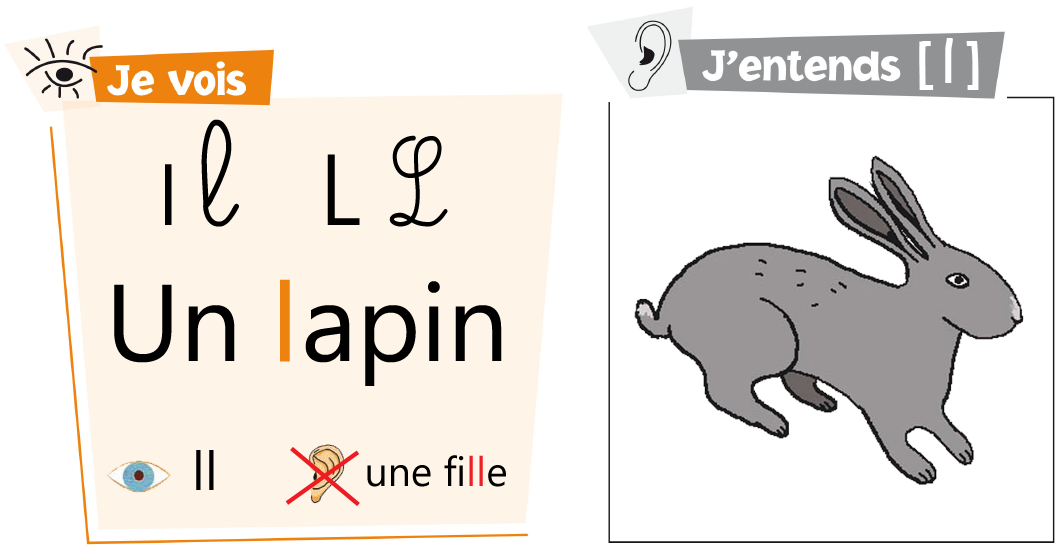 Je vois
J'entends [l]
l l L L
Un lapin
ll une fille